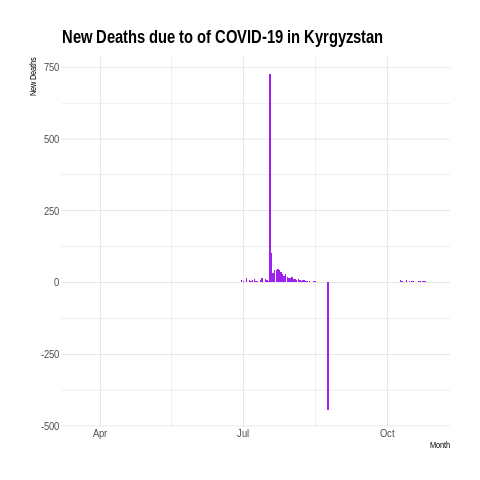 New Deaths due to of COVID-19 in Kyrgyzstan
New Deaths
750
500
250
0
-250
-500
Apr
Jul
Oct
Month